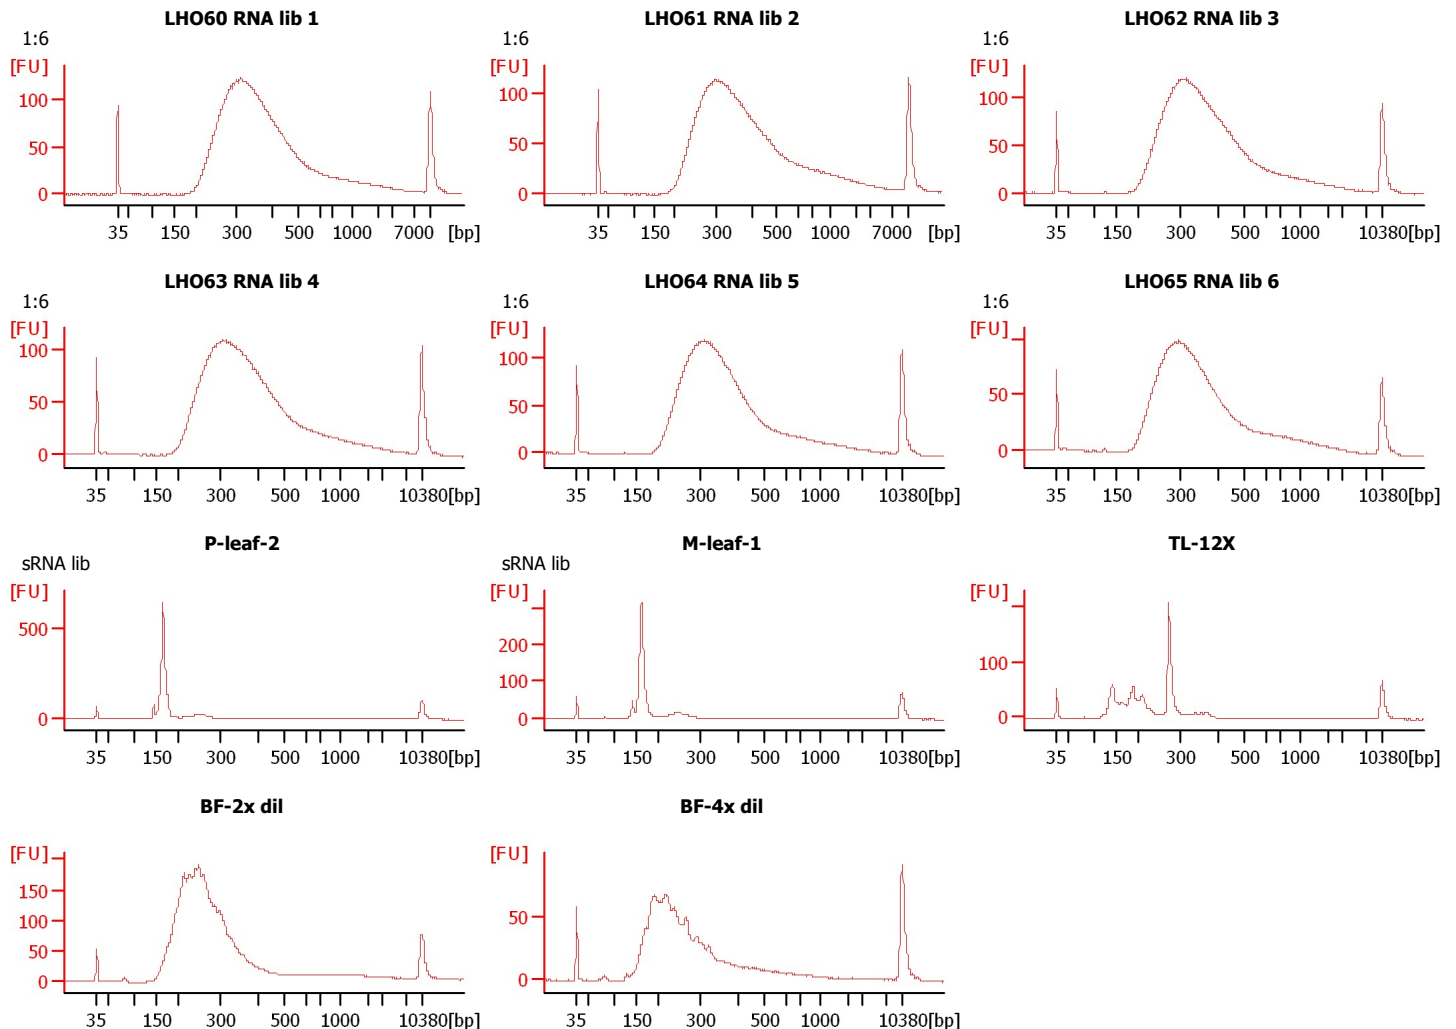 LHO60 RNA lib 1
1:6
[FU]
100
50
0
35 150 300 500 1000 7000 [bp]
LHO61 RNA lib 2
1:6
[FU]
100
50
0
35 150 300 500 1000 7000 [bp]
LHO62 RNA lib 3
1:6
[FU]
100
50
0
35 150 300 500 1000 10380[bp]
LHO63 RNA lib 4
1:6
[FU]
100
50
0
35 150 300 500 1000 10380[bp]
LHO64 RNA lib 5
1:6
[FU]
100
50
0
35 150 300 500 1000 10380[bp]
LHO65 RNA lib 6
1:6
[FU]
50
0
35 150 300 500 1000 10380[bp]
P-leaf-2
sRNA lib
[FU]
500
0
35 150 300 500 1000 10380[bp]
M-leaf-1
sRNA lib
[FU]
200
100
0
35 150 300 500 1000 10380[bp]
TL-12X
[FU]
100
0
35 150 300 500 1000 10380[bp]
BF-2x dil
[FU]
150
100
50
0
35 150 300 500 1000 10380[bp]
BF-4x dil
[FU]
50
0
35 150 300 500 1000 10380[bp]